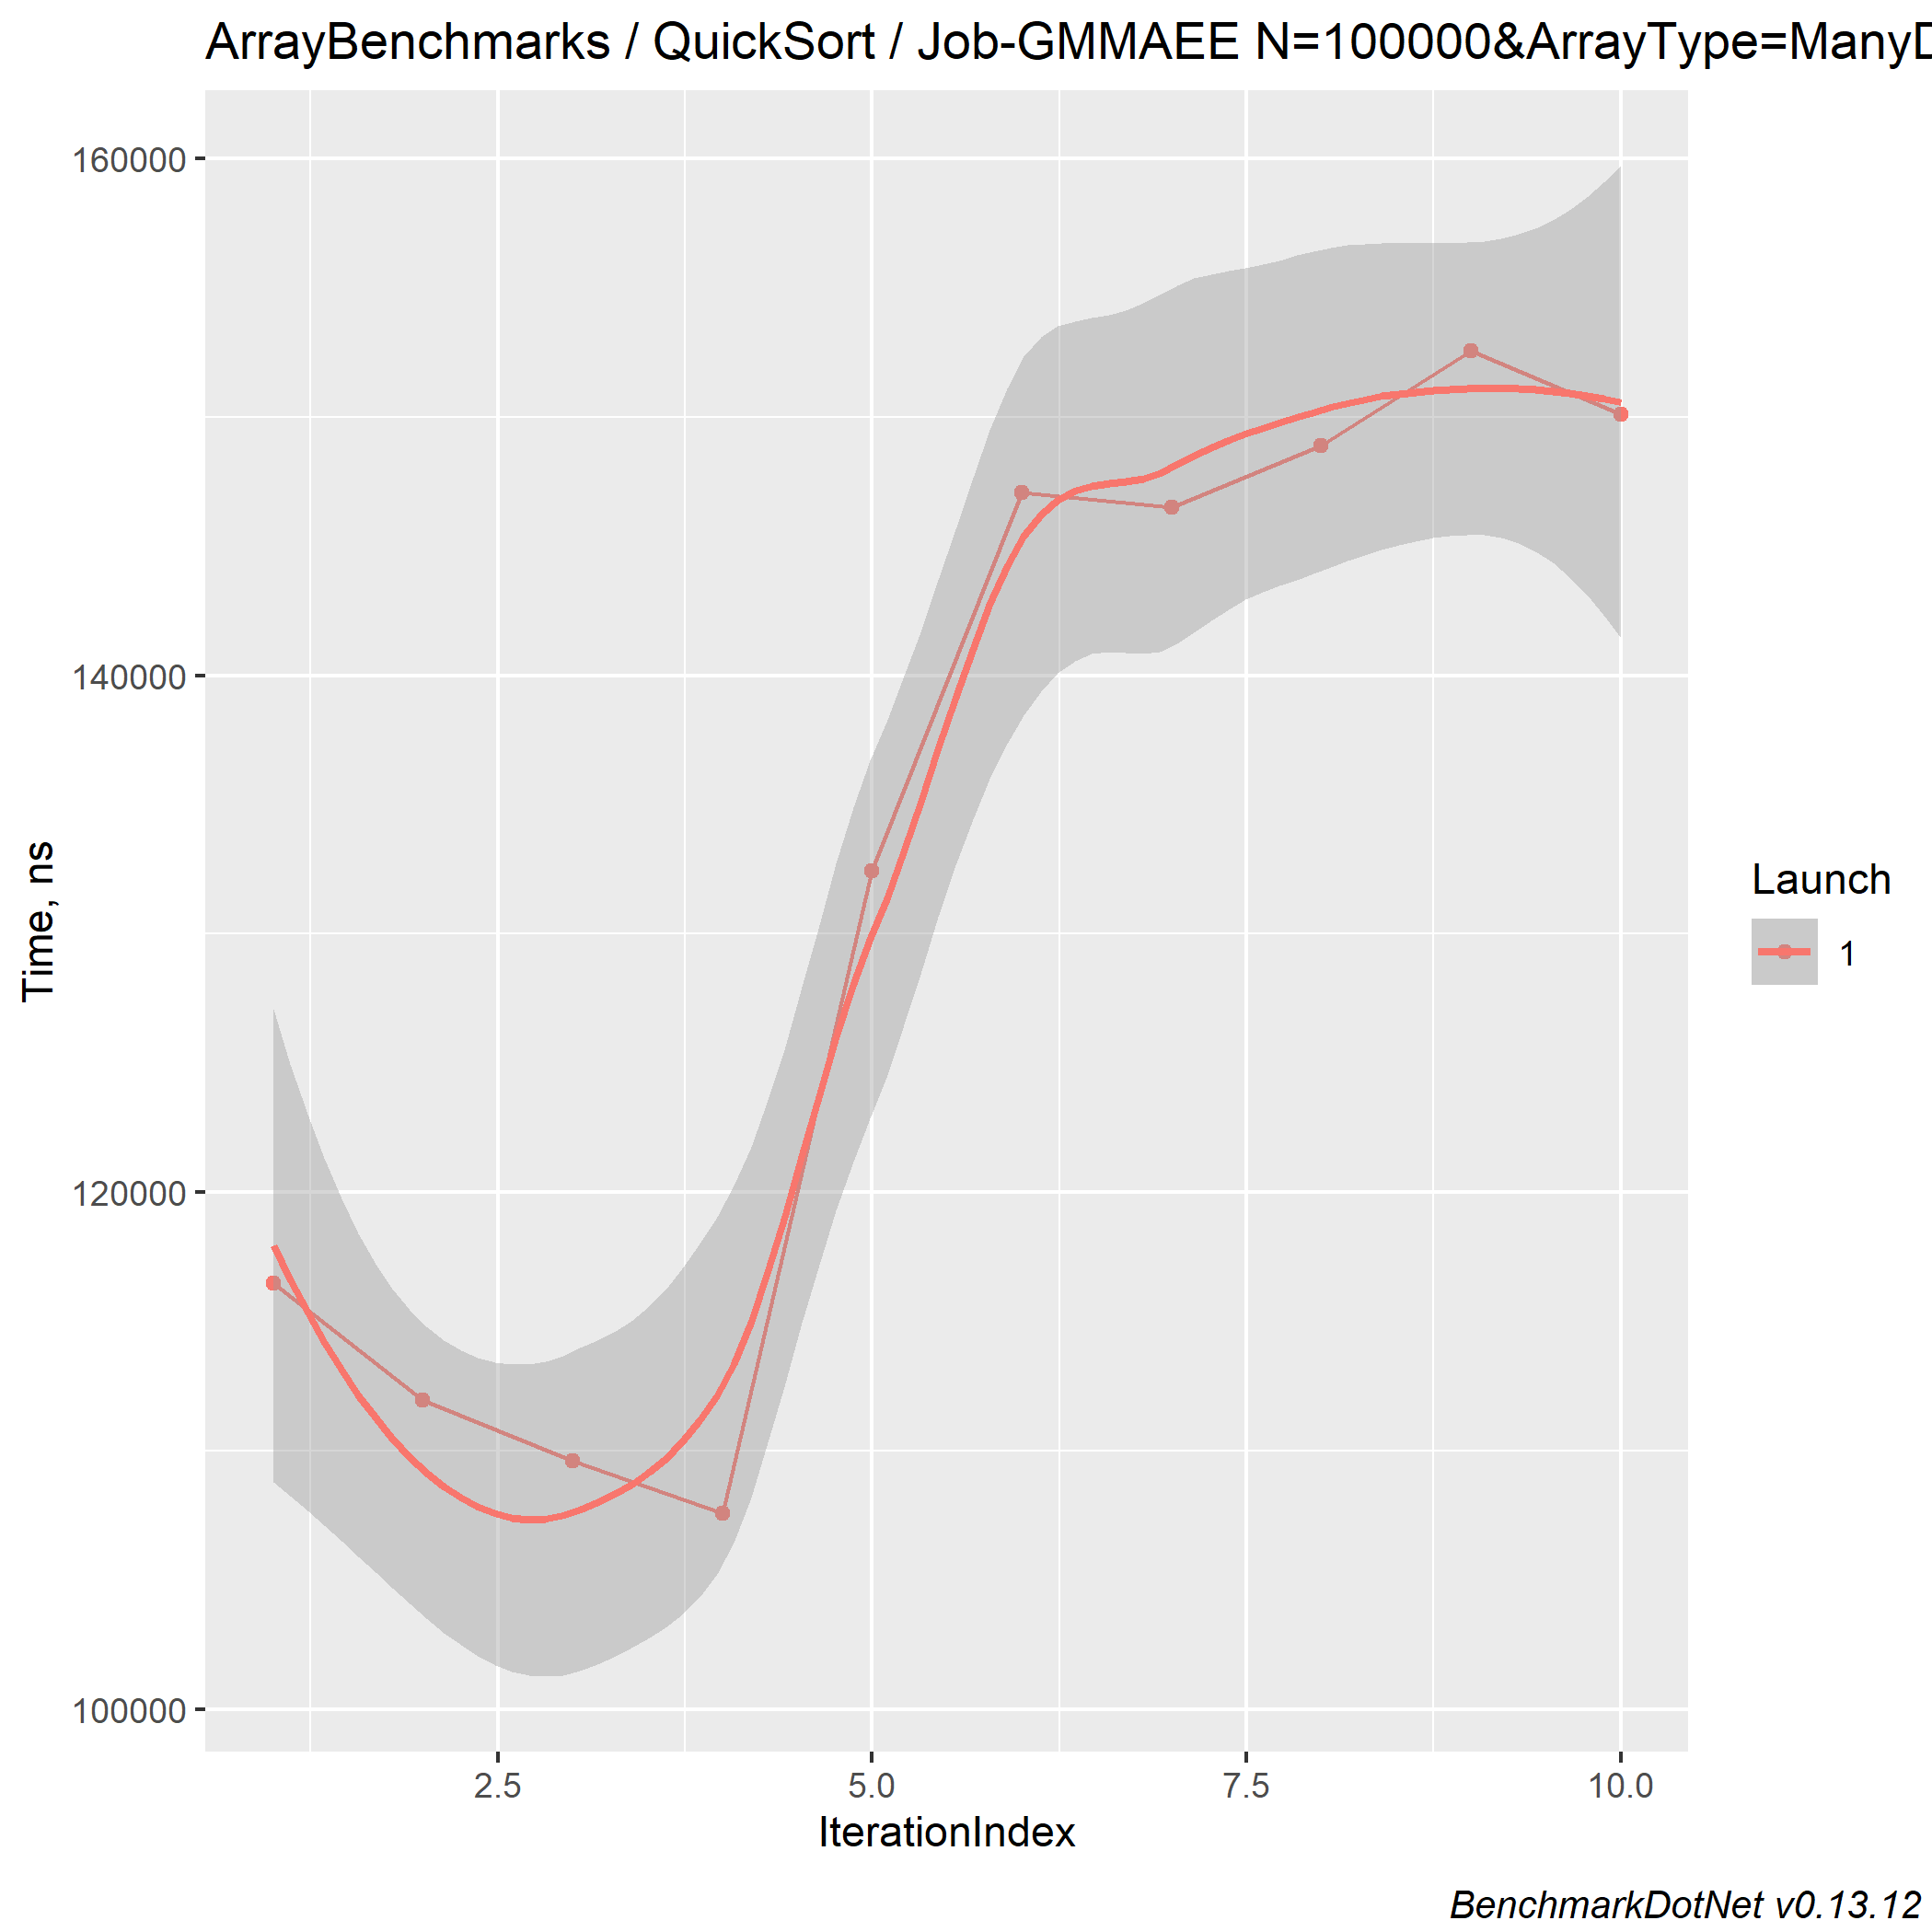 ArrayBenchmarks / QuickSort / Job-GMMAEE N=100000&ArrayType=ManyD
160000
140000
120000
100000
Time, ns
2.5
5.0
7.5
10.0
IterationIndex
Launch
1
BenchmarkDotNet v0.13.12